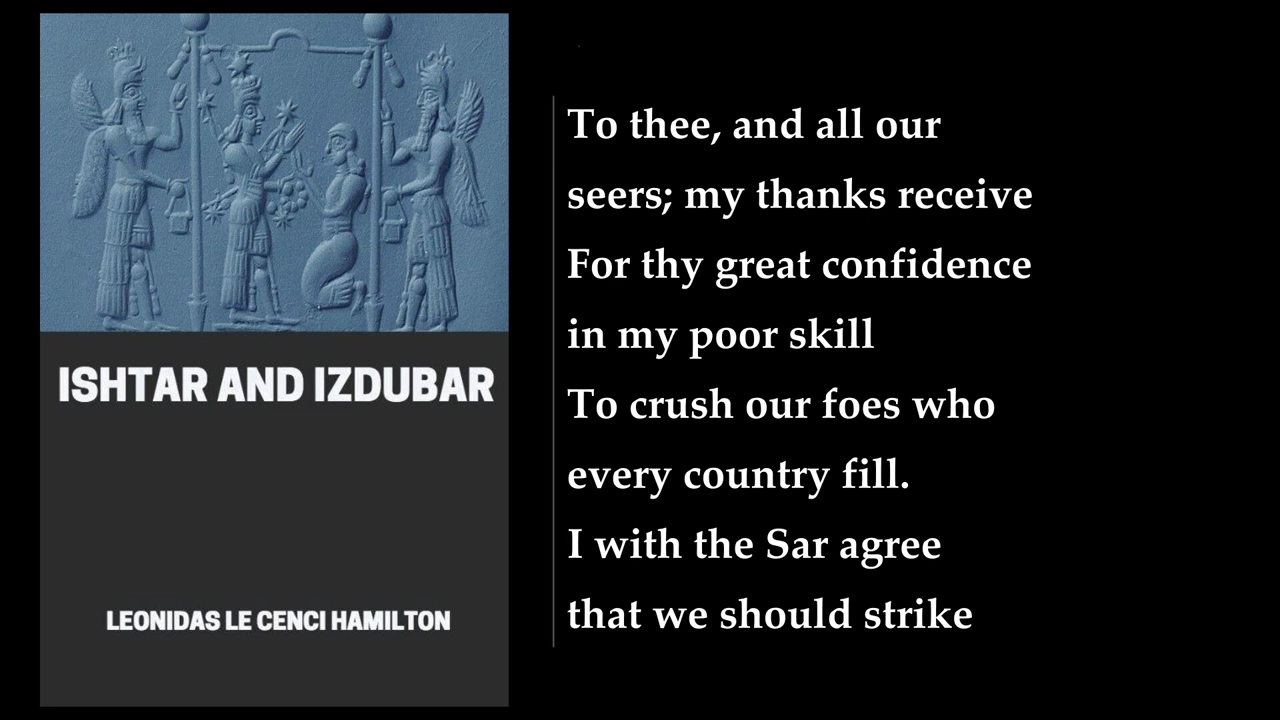 ISHTAR AND IZDUBAR
LEONIDAS LE CENCI HAMILTON
To thee, and all our
seers; my thanks receive
For thy great confidence
in my poor skill
To crush our foes who
every country fill.
I with the Sar agree
that we should strike